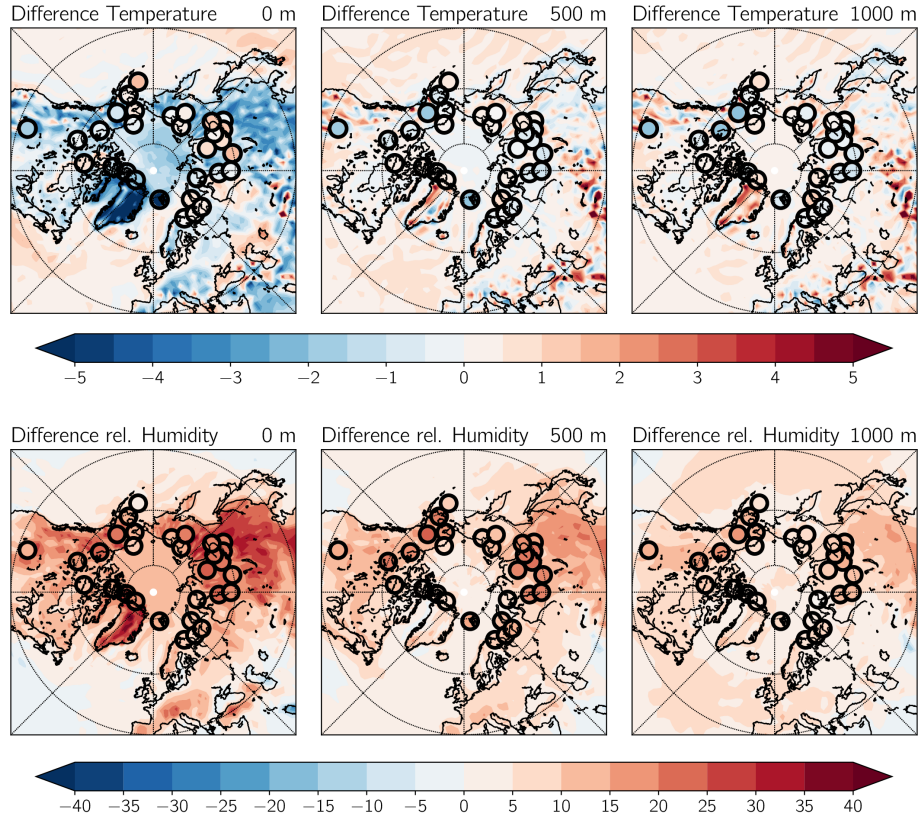 Difference Temperature 0 m
Difference Temperature 500 m
Difference Temperature 1000 m
−5 −4 −3 −2 −1 0 1 2 3 4 5
Difference rel. Humidity 0 m
Difference rel. Humidity 500 m
Difference rel. Humidity 1000 m
−40 −35 −30 −25 −20 −15 −10 −5 0 5 10 15 20 25 30 35 40